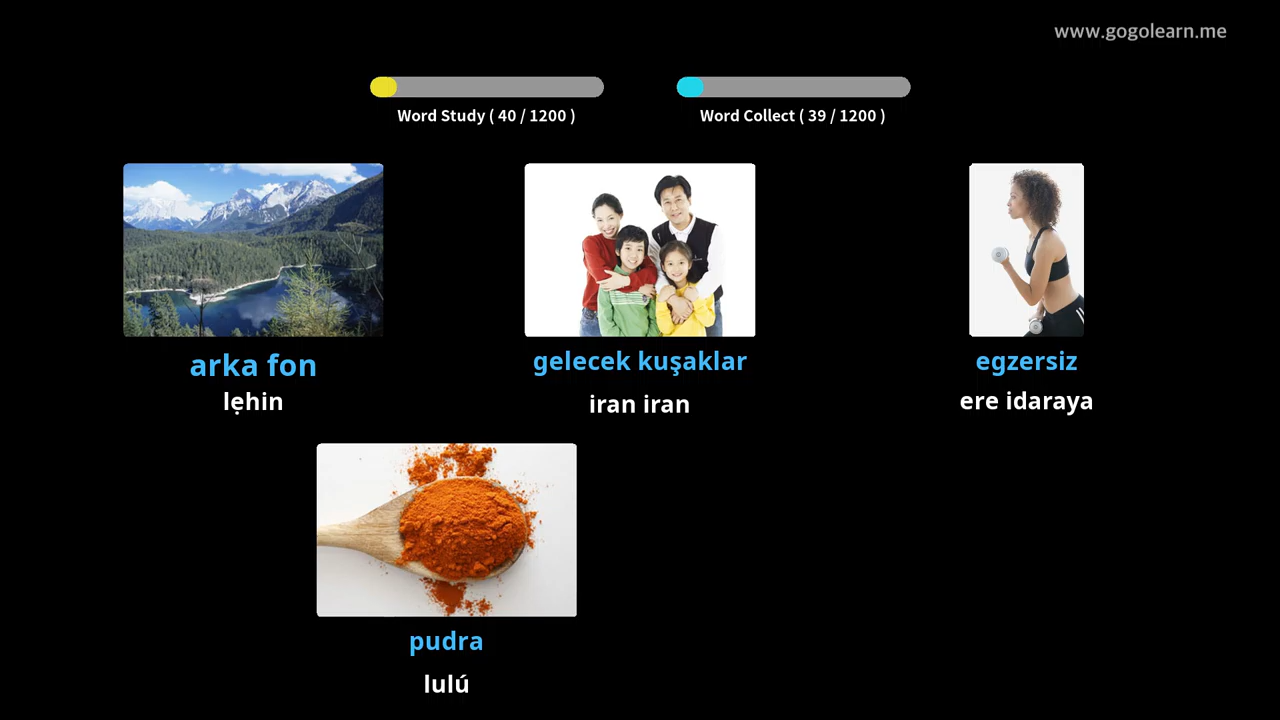 www.gogolearn.me
Word Study ( 40 / 1200 )
Word Collect ( 39 / 1200 )
arka fon
lẹhin
gelecek kuşaklar
iran iran
egzersiz
ere idaraya
pudra
lulú